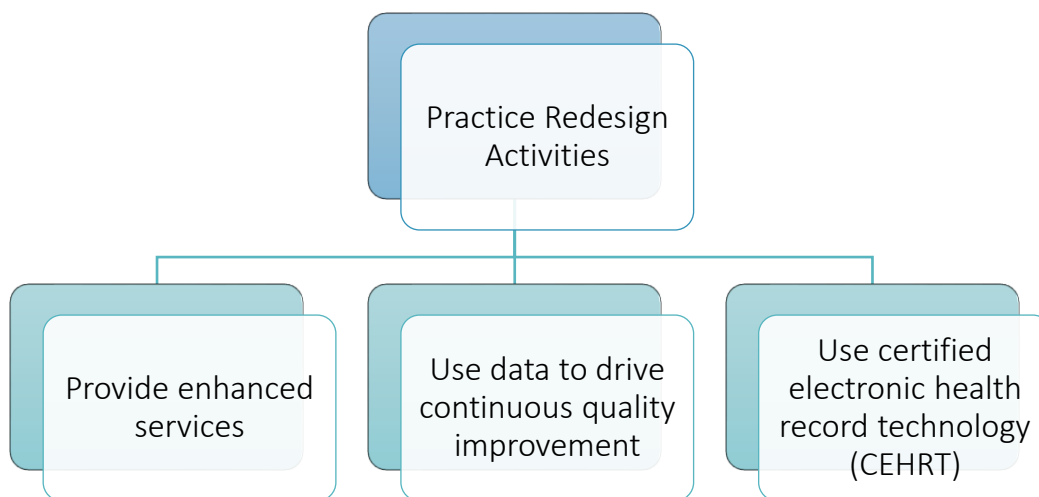 Practice Redesign
Activities
Provide enhanced
services
Use data to drive
continuous quality
improvement
Use certified
electronic health
record technology
(CEHRT)